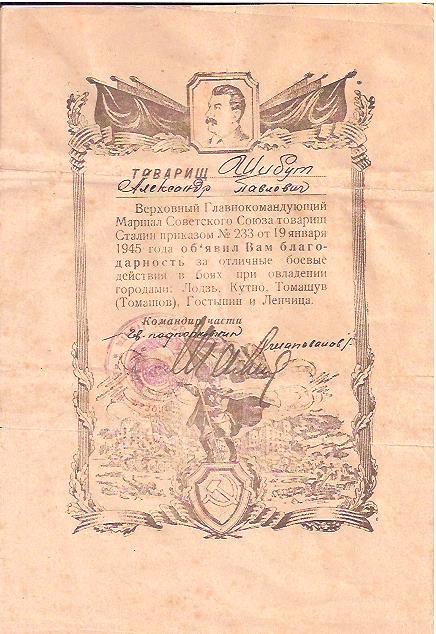 ТОВАРИЩ Шибут
Александр Павлович
Верховный Главнокомандующий
Маршал Советского Союза товарищ
Сталин приказом № 233 от 19 января
1945 года об'явил Вам благо-
дарность за отличные боевые
действия в боях при овладении
городами: Лодзь, Кутно, Томашув
(Томашов), Гостынин и Ленчица.
Командир части
Гв. подполковник